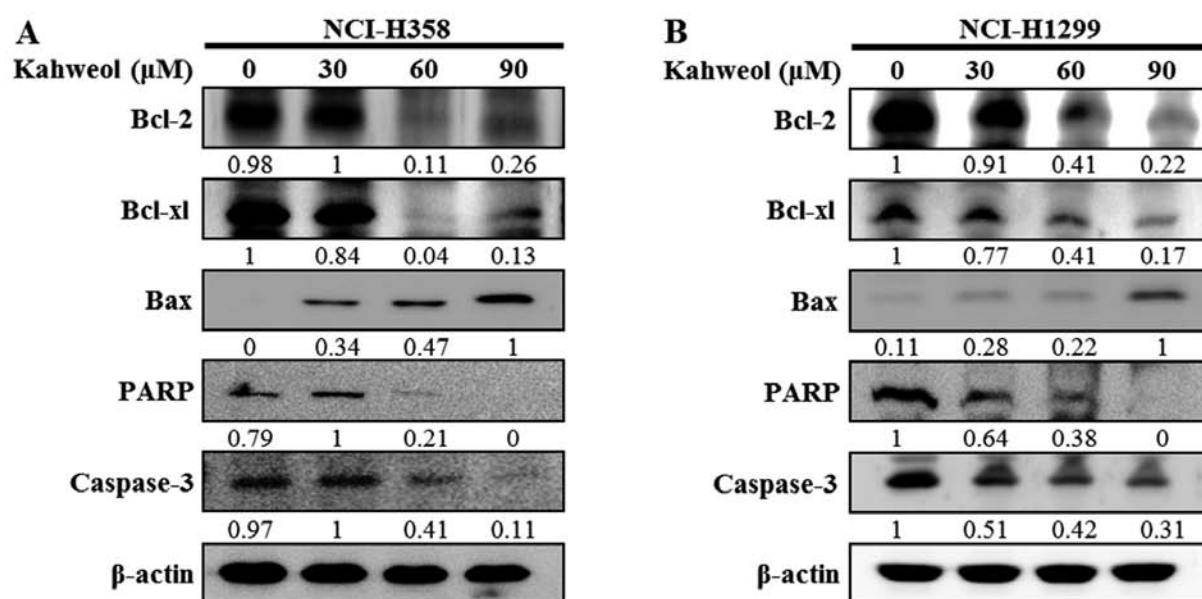 A
NCI-H358
Kahweol (μM) 0 30 60 90
Bcl-2
0.98 1 0.11 0.26
Bcl-xl
1 0.84 0.04 0.13
Bax
0 0.34 0.47 1
PARP
0.79 1 0.21 0
Caspase-3
0.97 1 0.41 0.11
β-actin
B
NCI-H1299
Kahweol (μM) 0 30 60 90
Bcl-2
1 0.91 0.41 0.22
Bcl-xl
1 0.77 0.41 0.17
Bax
0.11 0.28 0.22 1
PARP
1 0.64 0.38 0
Caspase-3
1 0.51 0.42 0.31
β-actin